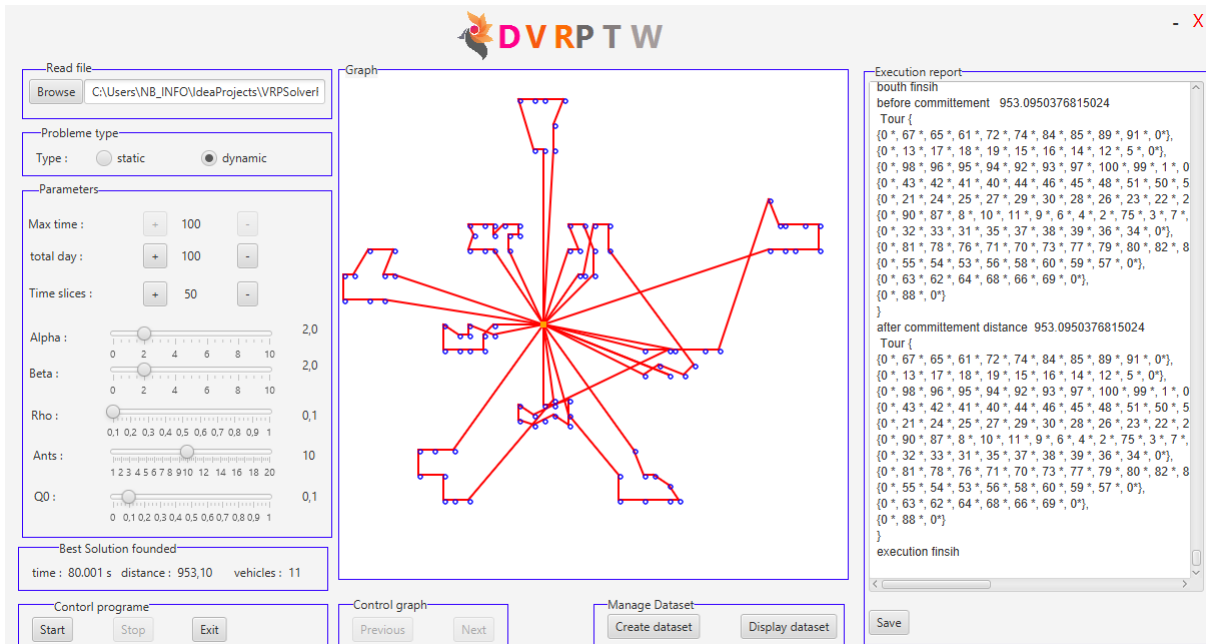 DVRPTW
- X
Read file
Browse C:\Users\NB_INFO\IdeaProjects\VRPSolverI
Probleme type
Type : static dynamic
Parameters
Max time : + 100 -
total day : + 100 -
Time slices : + 50 -
Alpha : 2,0
0 2 4 6 8 10
Beta : 2,0
0 2 4 6 8 10
Rho : 0,1
0,1 0,2 0,3 0,4 0,5 0,6 0,7 0,8 0,9 1
Ants : 10
1 2 3 4 5 6 7 8 9 10 12 14 16 18 20
Q0 : 0,1
0 0,1 0,2 0,3 0,4 0,5 0,6 0,7 0,8 0,9 1
Best Solution founded
time : 80.001 s distance : 953,10 vehicles : 11
Contorl programe
Start Stop Exit
Graph
Control graph
Previous Next
Manage Dataset
Create dataset Display dataset
Execution report
bouth finsih
before committement 953.0950376815024
Tour {
{0 *, 67 *, 65 *, 61 *, 72 *, 74 *, 84 *, 85 *, 89 *, 91 *, 0*},
{0 *, 13 *, 17 *, 18 *, 19 *, 15 *, 16 *, 14 *, 12 *, 5 *, 0*},
{0 *, 98 *, 96 *, 95 *, 94 *, 92 *, 93 *, 97 *, 100 *, 99 *, 1 *, 0
{0 *, 43 *, 42 *, 41 *, 40 *, 44 *, 46 *, 45 *, 48 *, 51 *, 50 *, 5
{0 *, 21 *, 24 *, 25 *, 27 *, 29 *, 30 *, 28 *, 26 *, 23 *, 22 *, 2
{0 *, 90 *, 87 *, 8 *, 10 *, 11 *, 9 *, 6 *, 4 *, 2 *, 75 *, 3 *, 7 *,
{0 *, 32 *, 33 *, 31 *, 35 *, 37 *, 38 *, 39 *, 36 *, 34 *, 0*},
{0 *, 81 *, 78 *, 76 *, 71 *, 70 *, 73 *, 77 *, 79 *, 80 *, 82 *, 8
{0 *, 55 *, 54 *, 53 *, 56 *, 58 *, 60 *, 59 *, 57 *, 0*},
{0 *, 63 *, 62 *, 64 *, 68 *, 66 *, 69 *, 0*},
{0 *, 88 *, 0*}
}
after committement distance 953.0950376815024
Tour {
{0 *, 67 *, 65 *, 61 *, 72 *, 74 *, 84 *, 85 *, 89 *, 91 *, 0*},
{0 *, 13 *, 17 *, 18 *, 19 *, 15 *, 16 *, 14 *, 12 *, 5 *, 0*},
{0 *, 98 *, 96 *, 95 *, 94 *, 92 *, 93 *, 97 *, 100 *, 99 *, 1 *, 0
{0 *, 43 *, 42 *, 41 *, 40 *, 44 *, 46 *, 45 *, 48 *, 51 *, 50 *, 5
{0 *, 21 *, 24 *, 25 *, 27 *, 29 *, 30 *, 28 *, 26 *, 23 *, 22 *, 2
{0 *, 90 *, 87 *, 8 *, 10 *, 11 *, 9 *, 6 *, 4 *, 2 *, 75 *, 3 *, 7 *,
{0 *, 32 *, 33 *, 31 *, 35 *, 37 *, 38 *, 39 *, 36 *, 34 *, 0*},
{0 *, 81 *, 78 *, 76 *, 71 *, 70 *, 73 *, 77 *, 79 *, 80 *, 82 *, 8
{0 *, 55 *, 54 *, 53 *, 56 *, 58 *, 60 *, 59 *, 57 *, 0*},
{0 *, 63 *, 62 *, 64 *, 68 *, 66 *, 69 *, 0*},
{0 *, 88 *, 0*}
}
execution finsih
Save